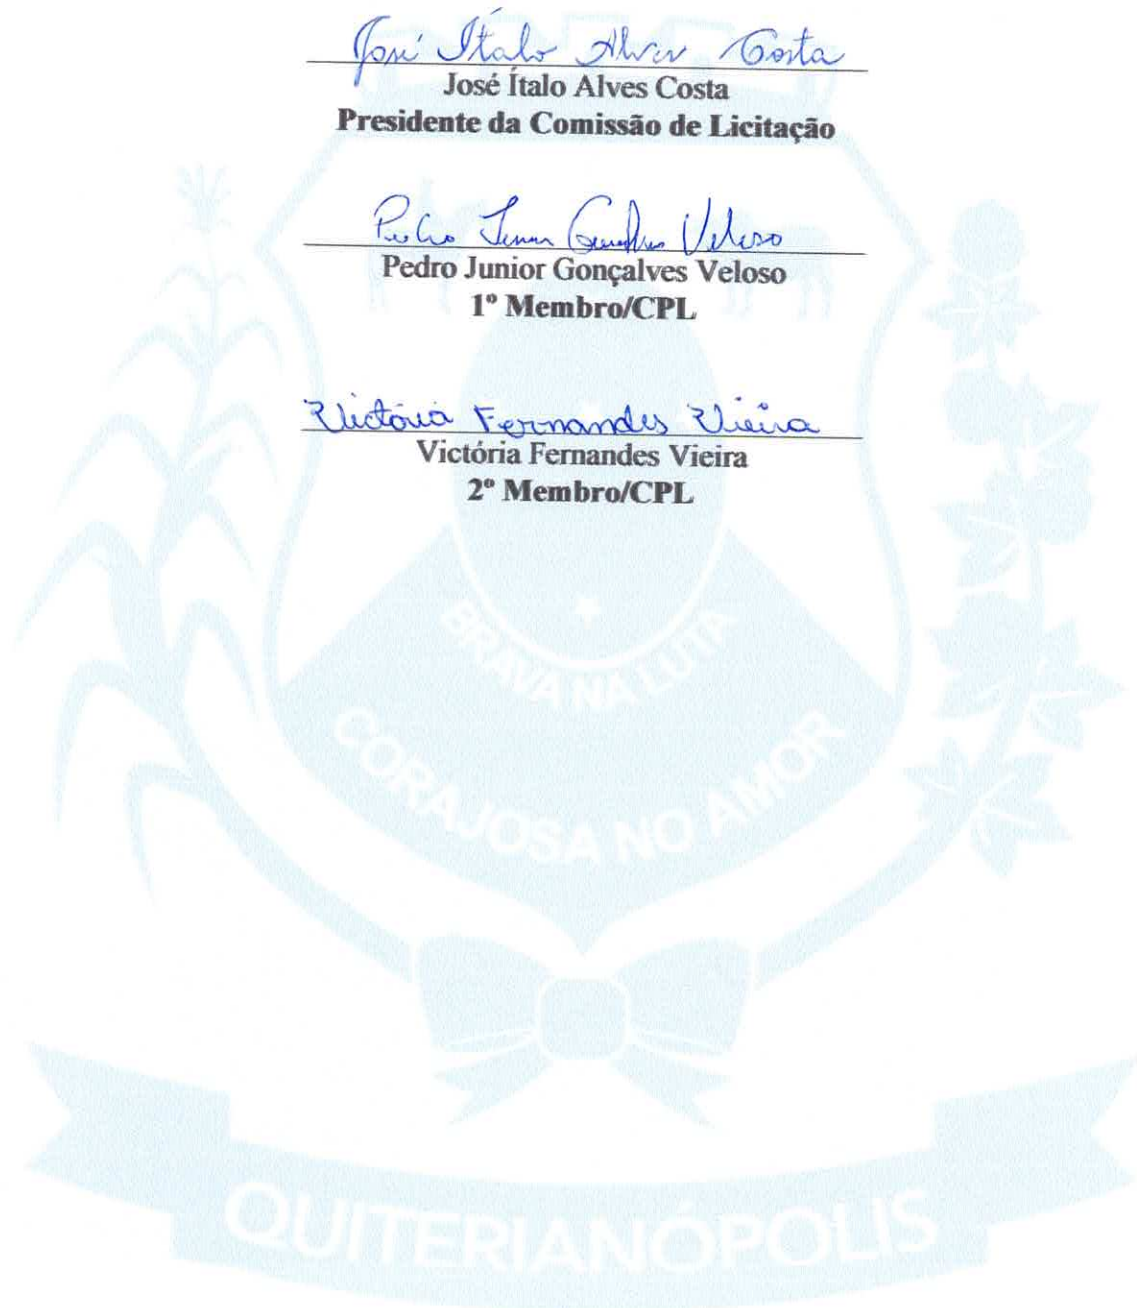 José Ítalo Alves Costa
José Ítalo Alves Costa
Presidente da Comissão de Licitação
Pedro Junior Gonçalves Veloso
Pedro Junior Gonçalves Veloso
1º Membro/CPL
Victória Fernandes Vieira
Victória Fernandes Vieira
2º Membro/CPL
BRAVA NA LUTA
CORAJOSA NO AMOR
QUITERIANÓPOLIS